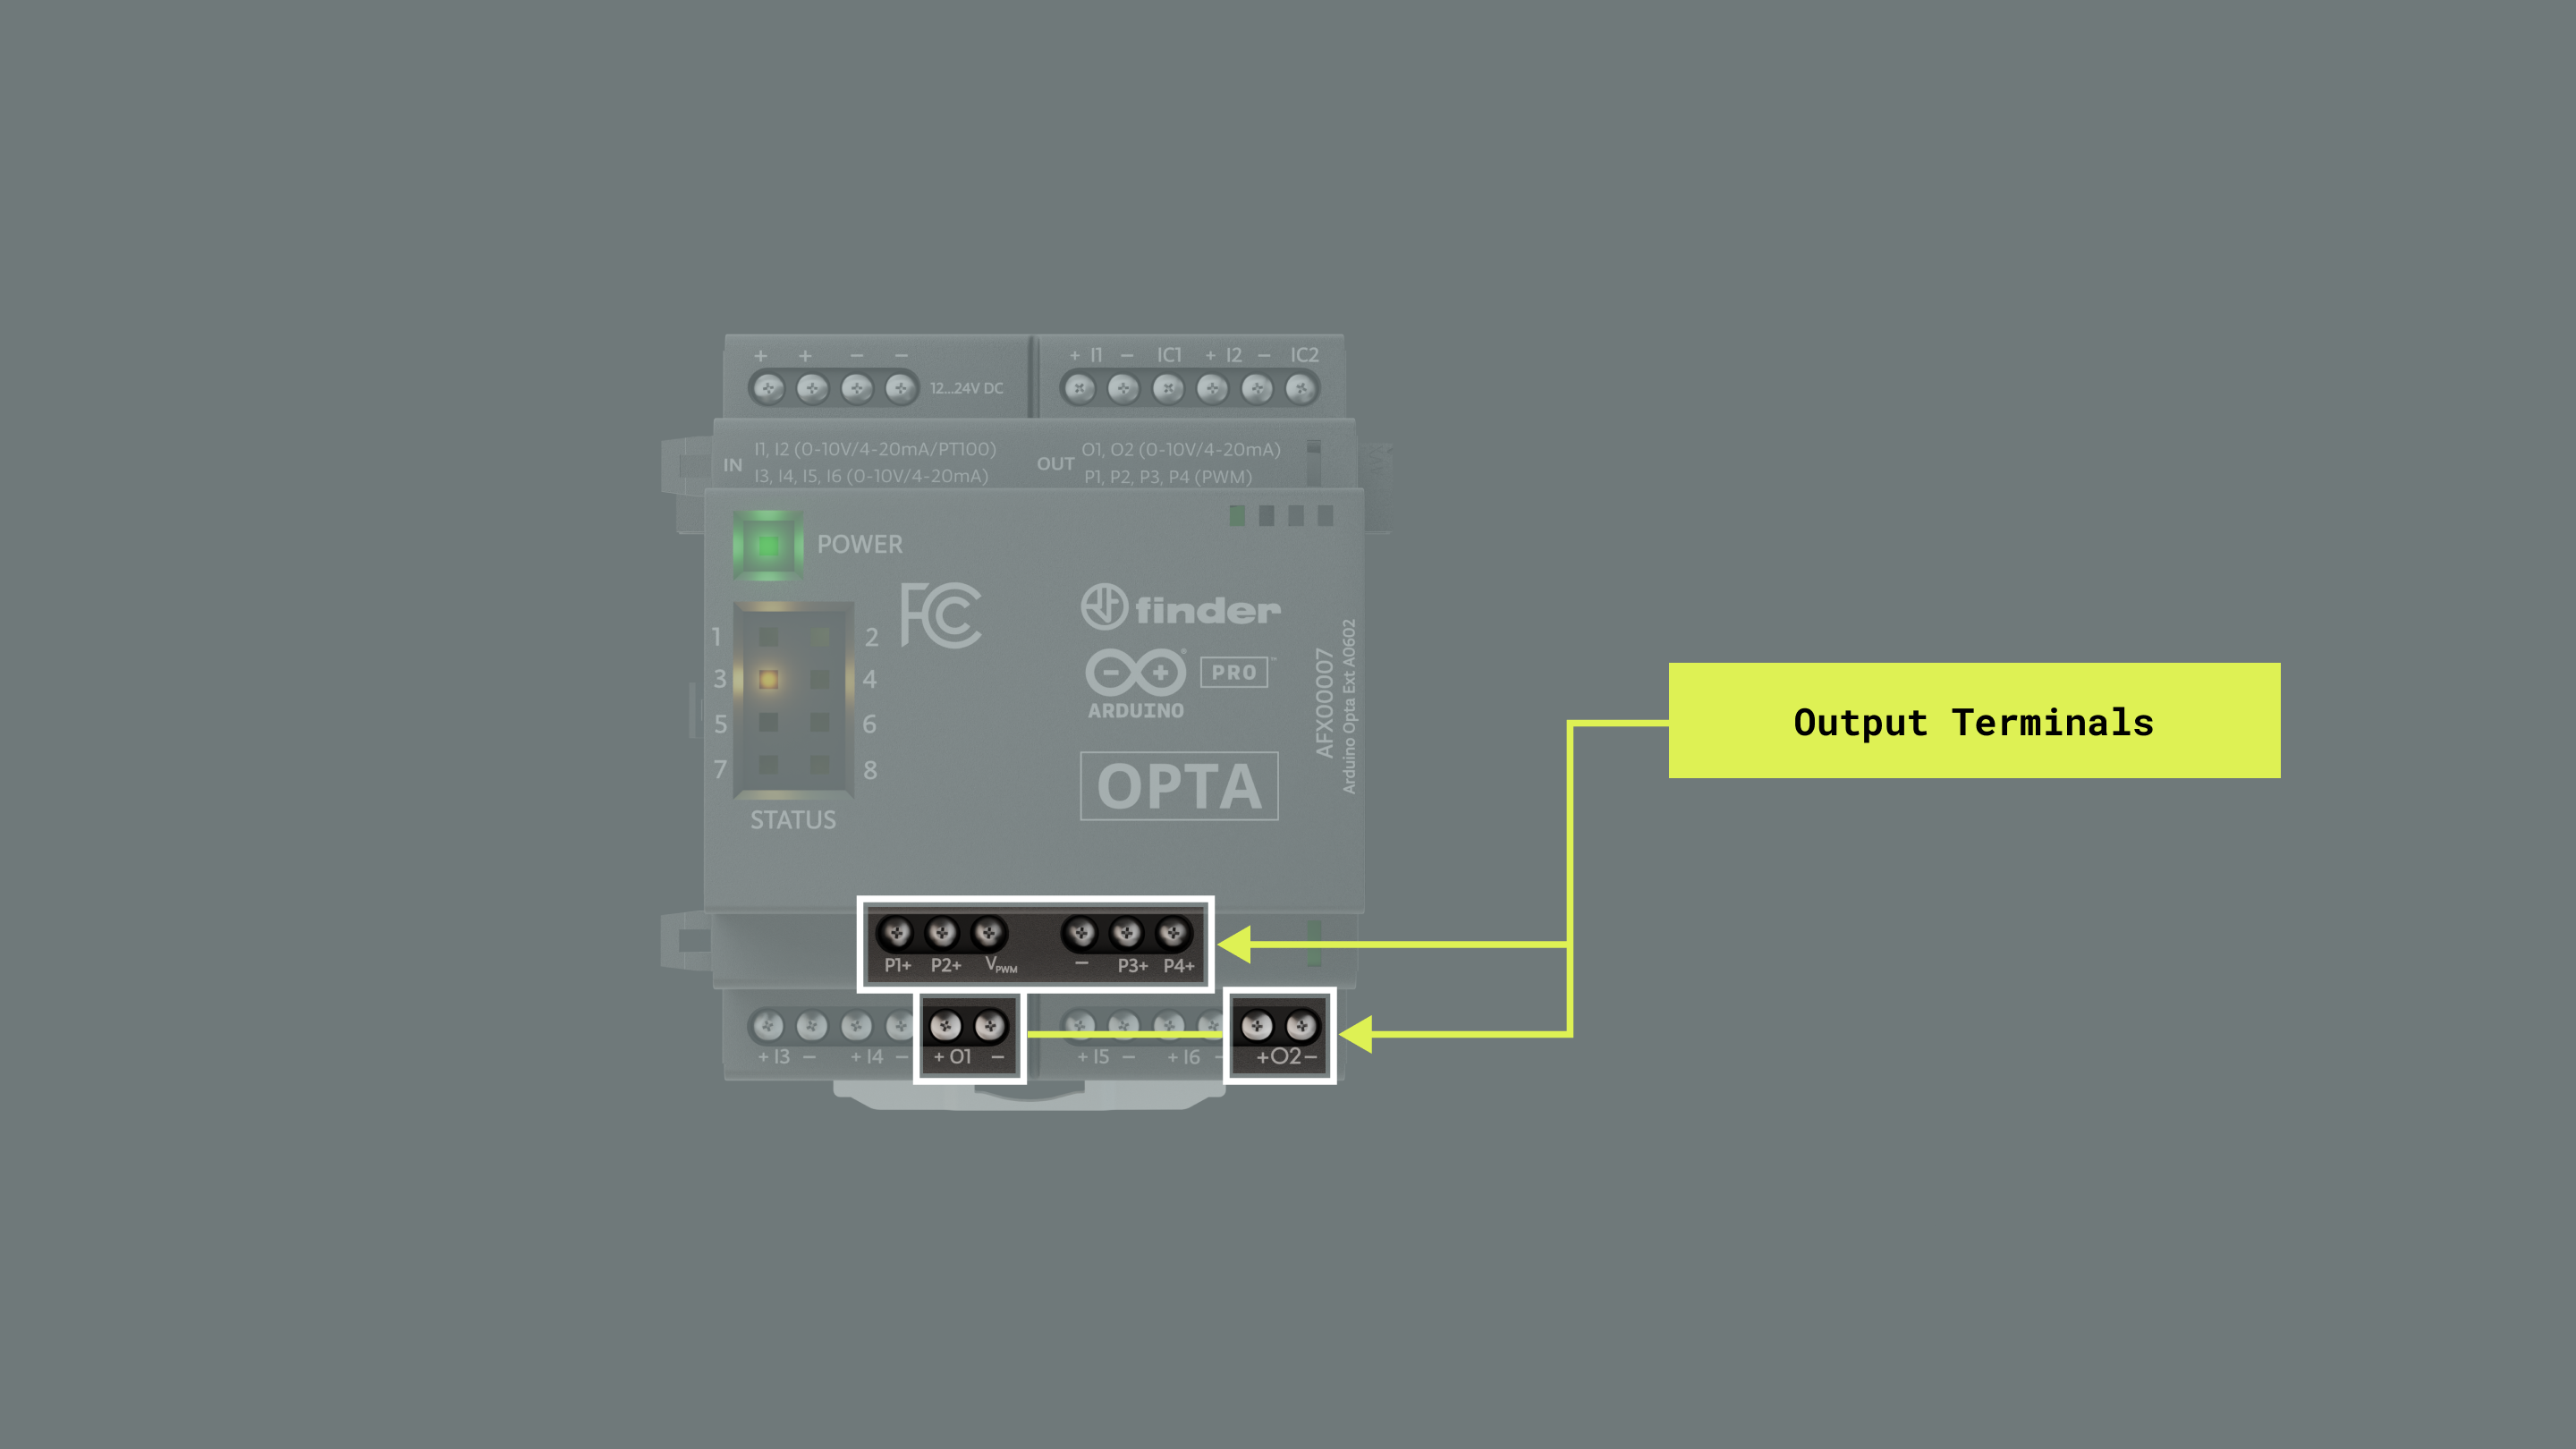 + + − − 12...24V DC
+ I1 − IC1 + I2 − IC2
IN
I1, I2 (0-10V/4-20mA/PT100)
I3, I4, I5, I6 (0-10V/4-20mA)
OUT
O1, O2 (0-10V/4-20mA)
P1, P2, P3, P4 (PWM)
POWER
FC
1 2
3 4
5 6
7 8
STATUS
finder
PRO™
ARDUINO
OPTA
AFX00007
Arduino Opta Ext A0602
Output Terminals
P1+ P2+ VPWM − P3+ P4+
+ I3 − + I4 − + O1 − + I5 − + I6 − +O2−